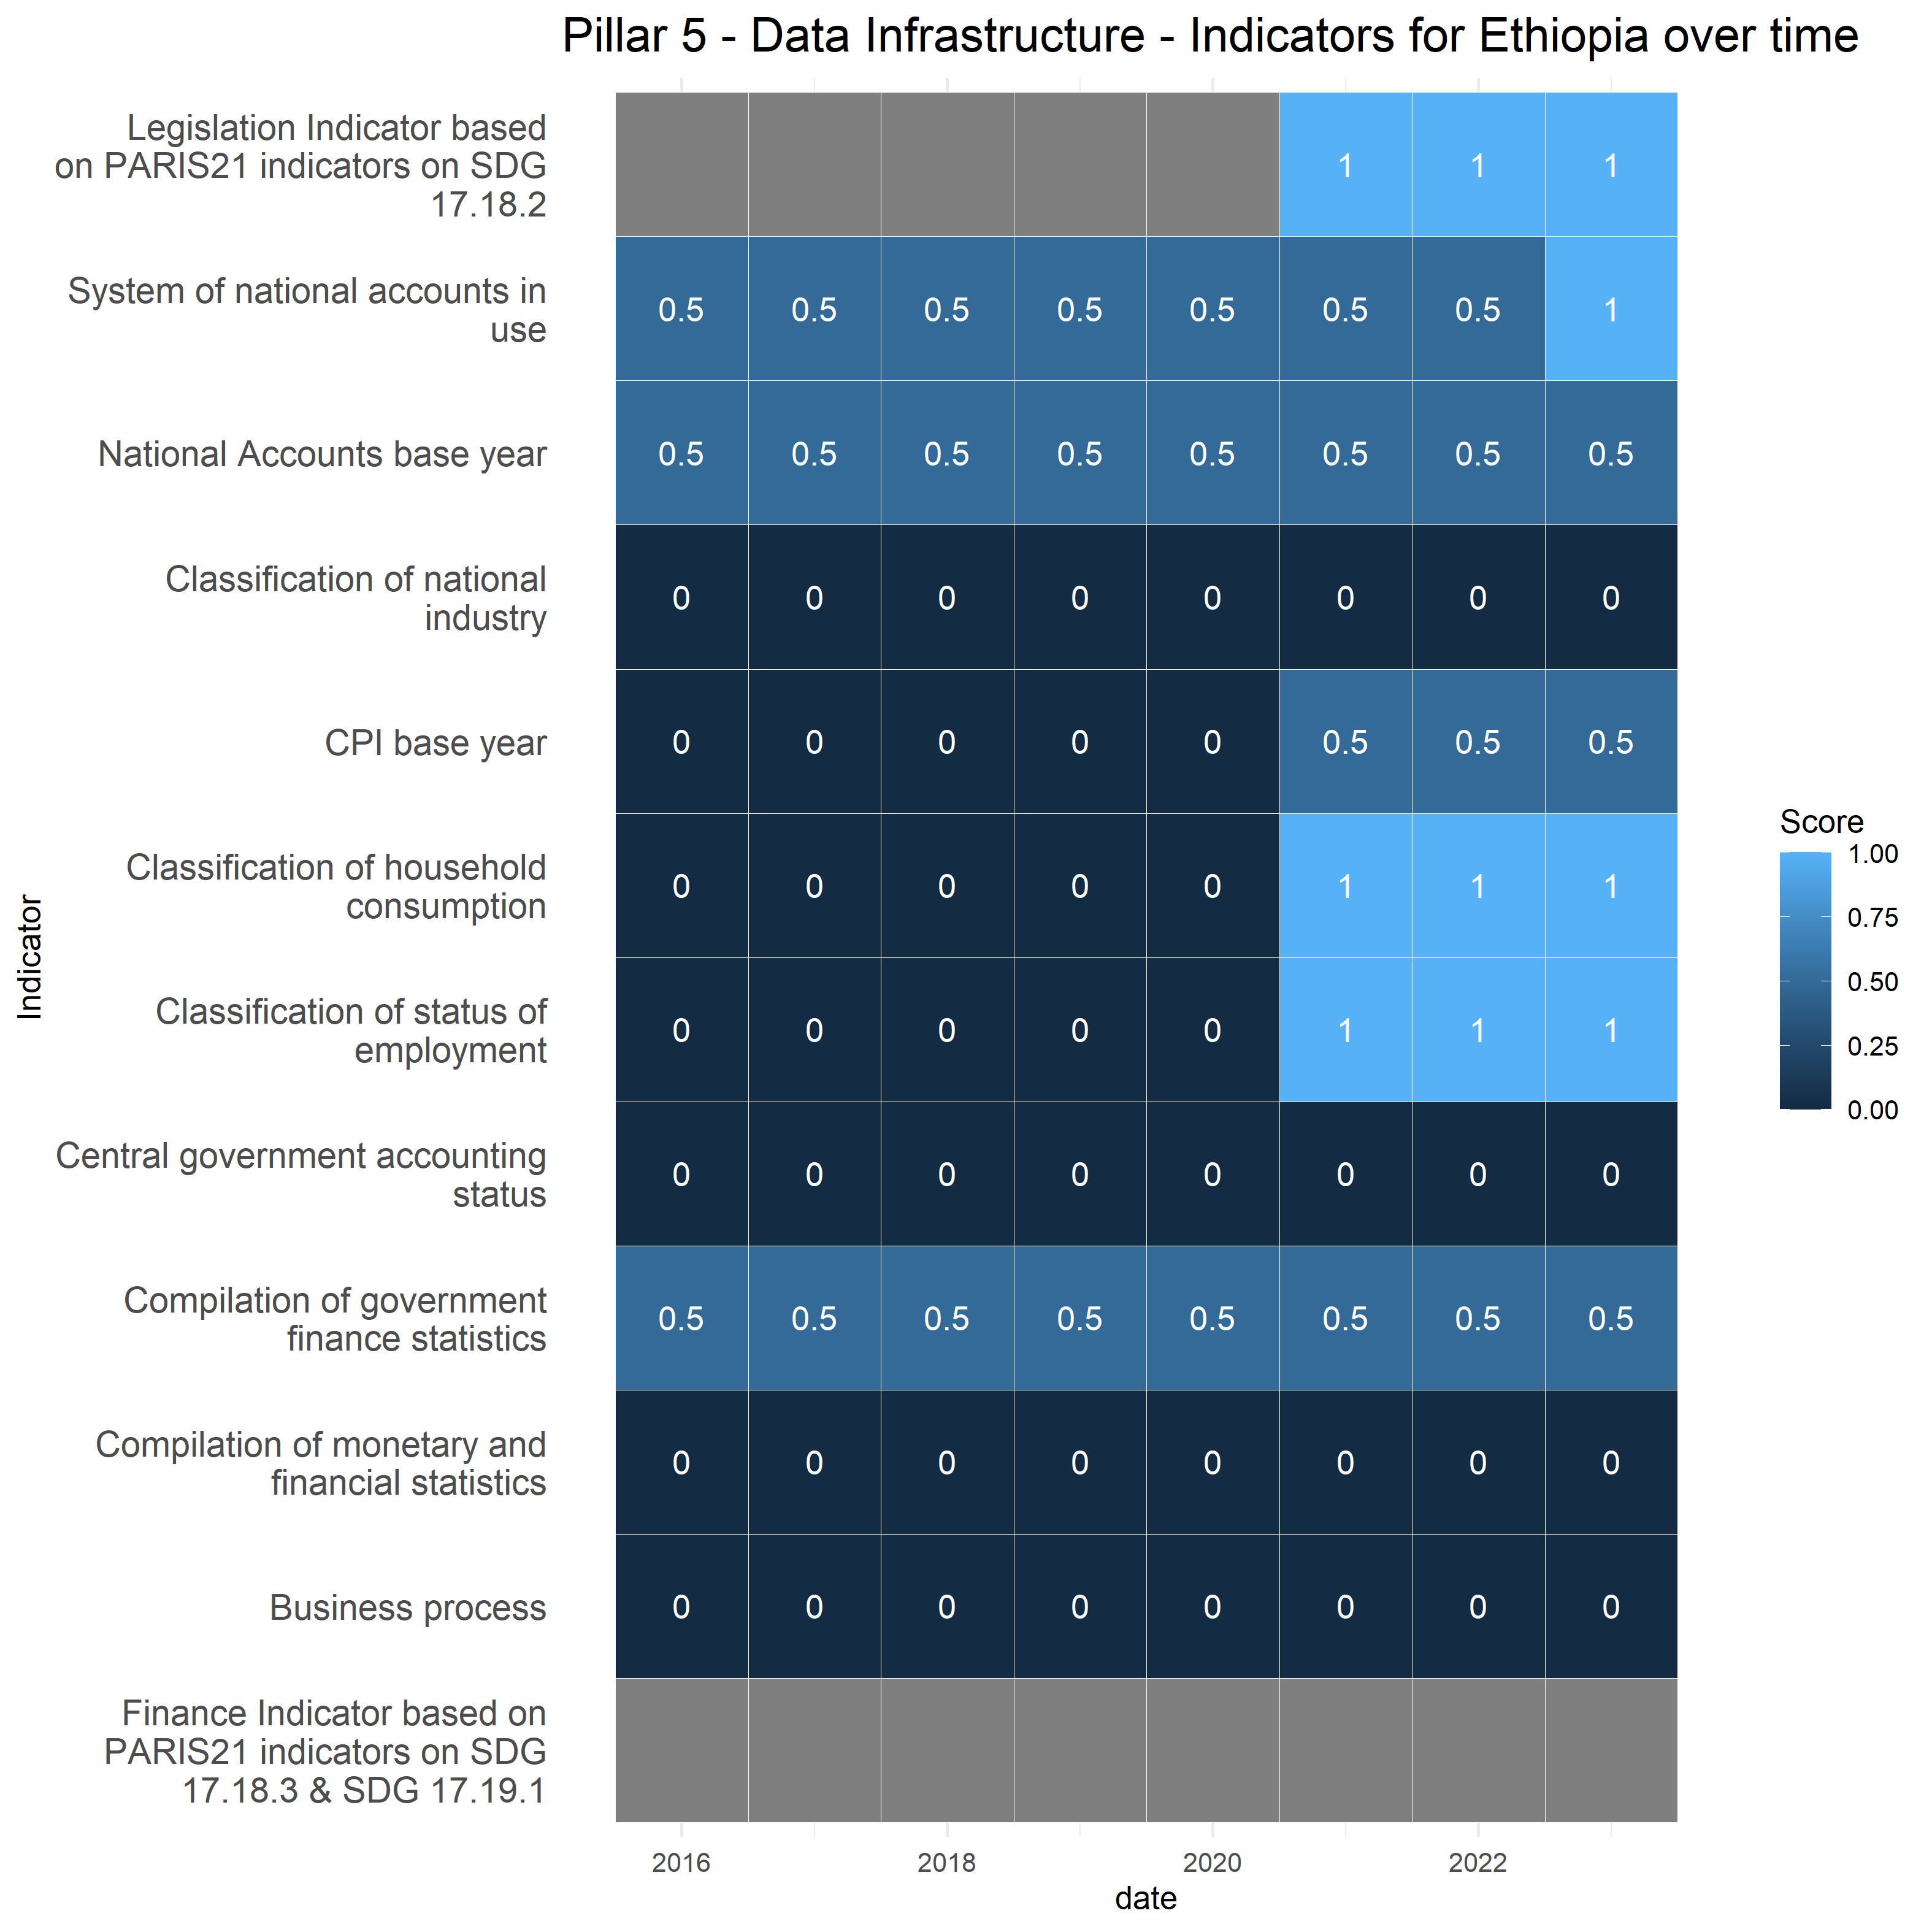 Pillar 5 - Data Infrastructure - Indicators for Ethiopia over time
Indicator
Legislation Indicator based
on PARIS21 indicators on SDG
17.18.2
1 1 1
System of national accounts in
use
0.5 0.5 0.5 0.5 0.5 0.5 0.5 1
National Accounts base year
0.5 0.5 0.5 0.5 0.5 0.5 0.5 0.5
Classification of national
industry
0 0 0 0 0 0 0 0
CPI base year
0 0 0 0 0 0.5 0.5 0.5
Classification of household
consumption
0 0 0 0 0 1 1 1
Classification of status of
employment
0 0 0 0 0 1 1 1
Central government accounting
status
0 0 0 0 0 0 0 0
Compilation of government
finance statistics
0.5 0.5 0.5 0.5 0.5 0.5 0.5 0.5
Compilation of monetary and
financial statistics
0 0 0 0 0 0 0 0
Business process
0 0 0 0 0 0 0 0
Finance Indicator based on
PARIS21 indicators on SDG
17.18.3 & SDG 17.19.1
2016 2018 2020 2022
date
Score
1.00
0.75
0.50
0.25
0.00